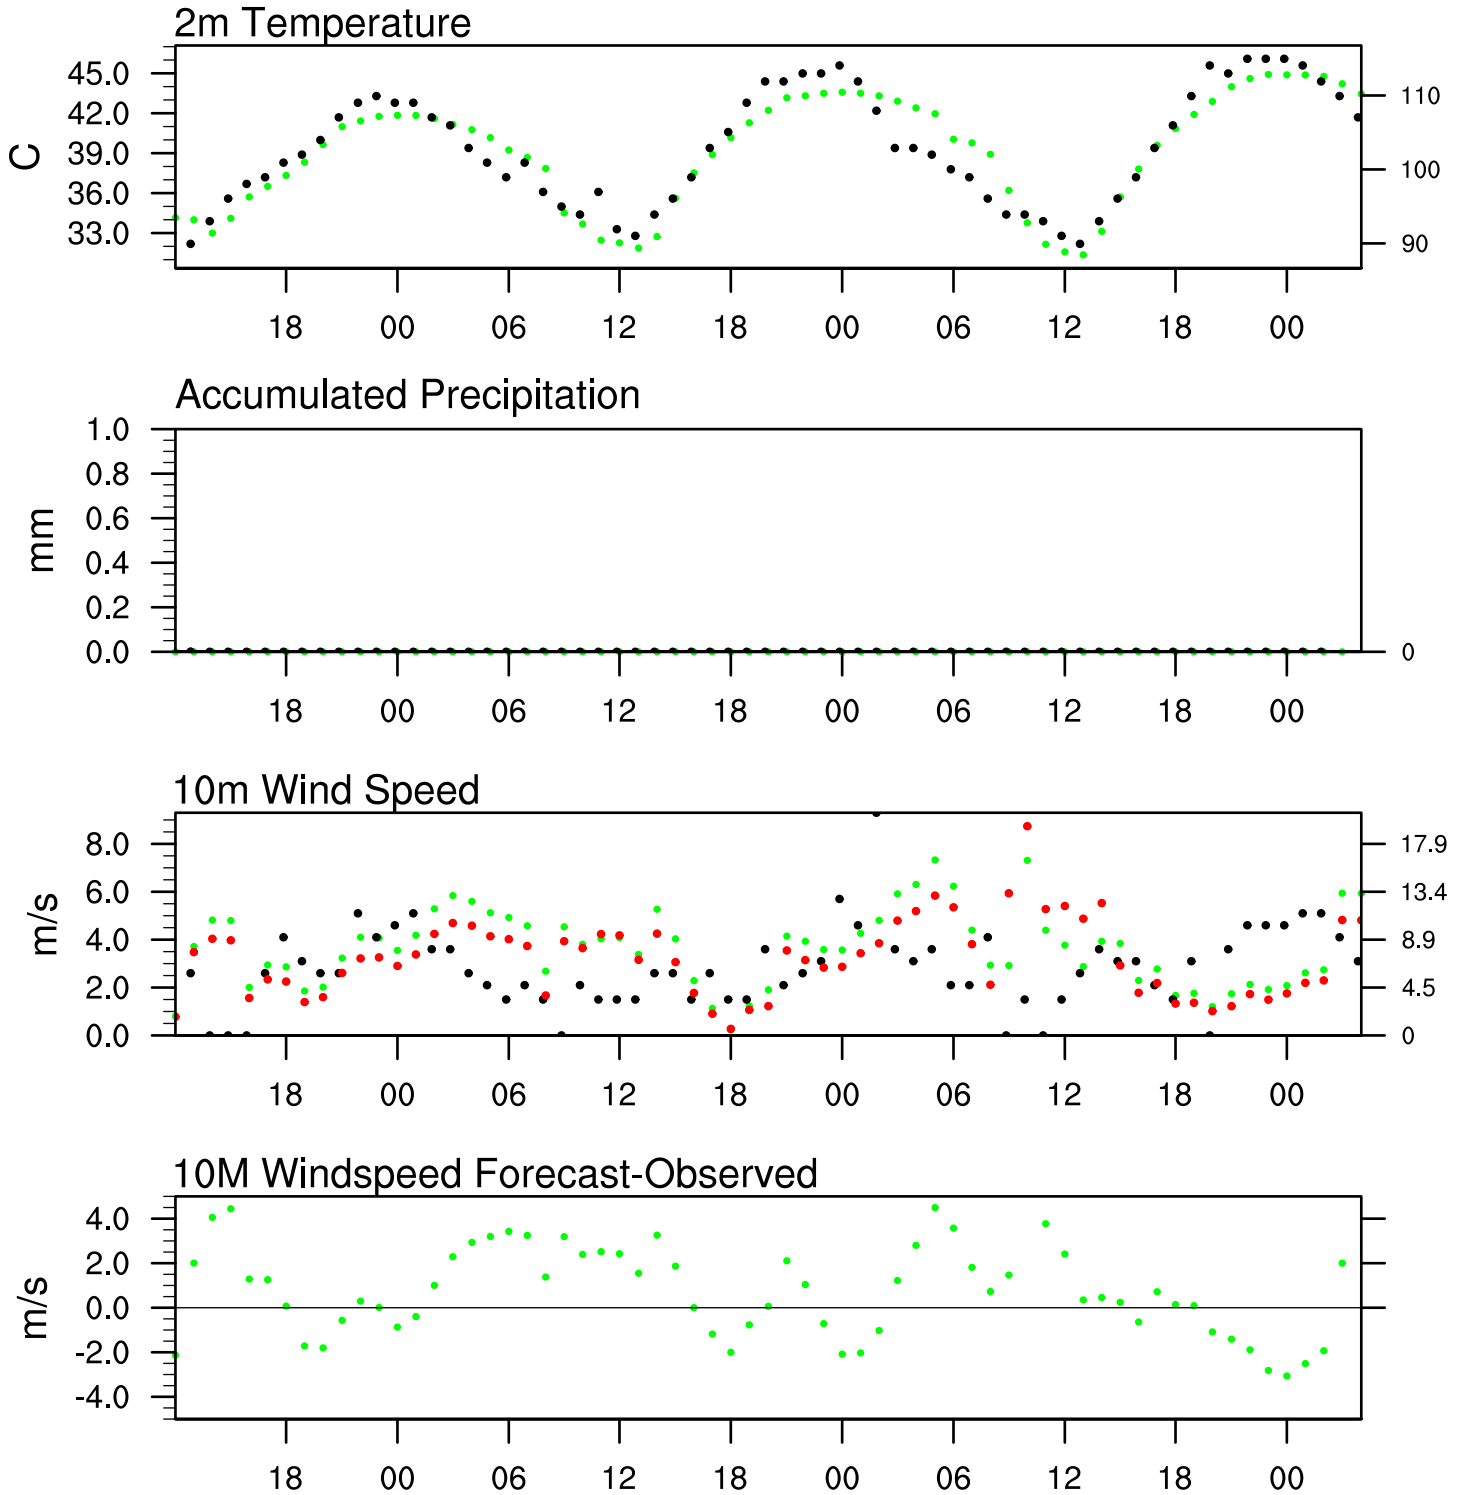 2m Temperature
45.0
42.0
39.0
36.0
33.0
C
110
100
90
18 00 06 12 18 00 06 12 18 00
Accumulated Precipitation
1.0
0.8
0.6
0.4
0.2
0.0
mm
0
18 00 06 12 18 00 06 12 18 00
10m Wind Speed
8.0
6.0
4.0
2.0
0.0
m/s
17.9
13.4
8.9
4.5
0
18 00 06 12 18 00 06 12 18 00
10M Windspeed Forecast-Observed
4.0
2.0
0.0
-2.0
-4.0
m/s
18 00 06 12 18 00 06 12 18 00